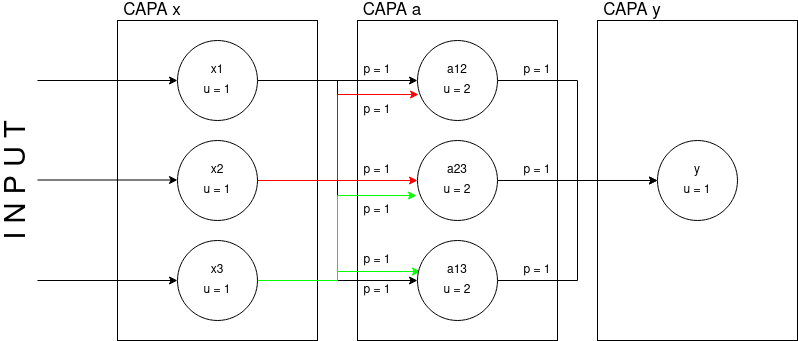 CAPA x
CAPA a
CAPA y
INPUT
x1
u = 1
x2
u = 1
x3
u = 1
p = 1
p = 1
p = 1
p = 1
p = 1
p = 1
a12
u = 2
a23
u = 2
a13
u = 2
p = 1
p = 1
p = 1
y
u = 1